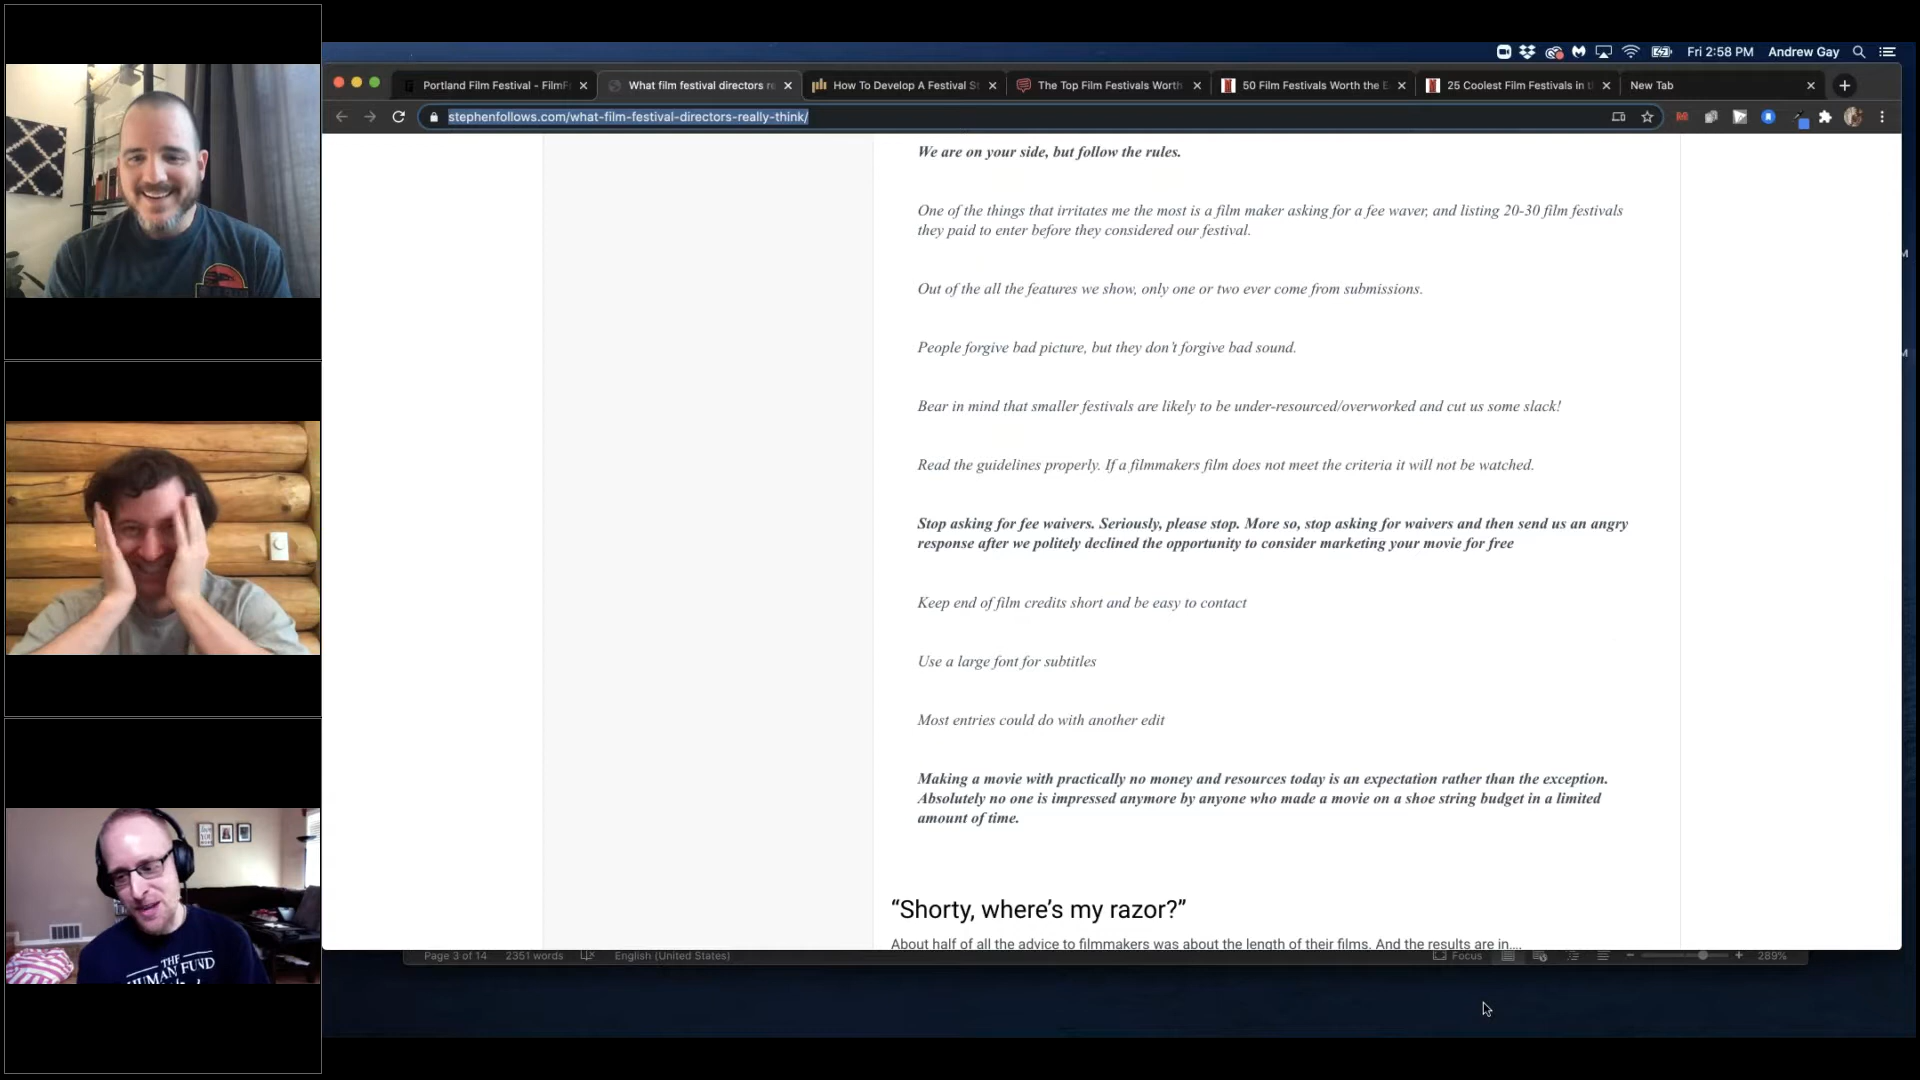 Fri 2:58 PM Andrew Gay
Portland Film Festival - FilmF
What film festival directors re
How To Develop A Festival St
The Top Film Festivals Worth
50 Film Festivals Worth the E
25 Coolest Film Festivals in t
New Tab
stephenfollows.com/what-film-festival-directors-really-think/
We are on your side, but follow the rules.
One of the things that irritates me the most is a film maker asking for a fee waver, and listing 20-30 film festivals
they paid to enter before they considered our festival.
Out of the all the features we show, only one or two ever come from submissions.
People forgive bad picture, but they don't forgive bad sound.
Bear in mind that smaller festivals are likely to be under-resourced/overworked and cut us some slack!
Read the guidelines properly. If a filmmakers film does not meet the criteria it will not be watched.
Stop asking for fee waivers. Seriously, please stop. More so, stop asking for waivers and then send us an angry
response after we politely declined the opportunity to consider marketing your movie for free
Keep end of film credits short and be easy to contact
Use a large font for subtitles
Most entries could do with another edit
Making a movie with practically no money and resources today is an expectation rather than the exception.
Absolutely no one is impressed anymore by anyone who made a movie on a shoe string budget in a limited
amount of time.
“Shorty, where’s my razor?”
About half of all the advice to filmmakers was about the length of their films. And the results are in....
Page 3 of 14 2351 words English (United States) Focus 289%
THE
HUMAN FUND